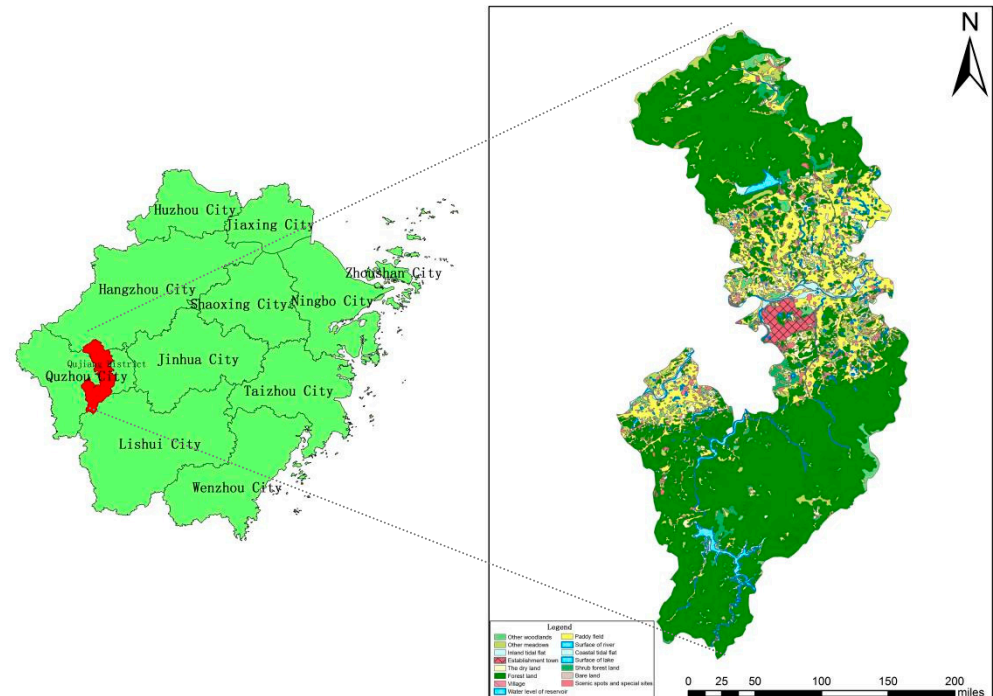 N
Huzhou City
Jiaxing City
Zhoushan City
Hangzhou City
Shaoxing City
Ningbo City
Qujiang District
Jinhua City
Quzhou City
Taizhou City
Lishui City
Wenzhou City
Legend
Other woodlands
Other meadows
Inland tidal flat
Establishment town
The dry land
Forest land
Village
Water level of reservoir
Paddy field
Surface of river
Coastal tidal flat
Surface of lake
Shrub forest land
Bare land
Scenic spots and special sites
0 25 50 100 150 200
miles